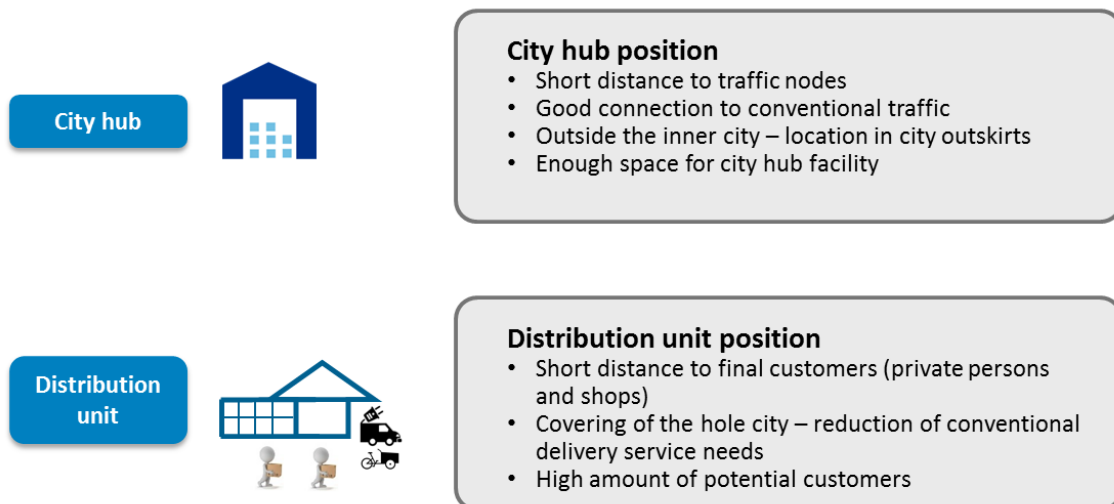 City hub
City hub position
• Short distance to traffic nodes
• Good connection to conventional traffic
• Outside the inner city – location in city outskirts
• Enough space for city hub facility
Distribution
unit
Distribution unit position
• Short distance to final customers (private persons
and shops)
• Covering of the hole city – reduction of conventional
delivery service needs
• High amount of potential customers